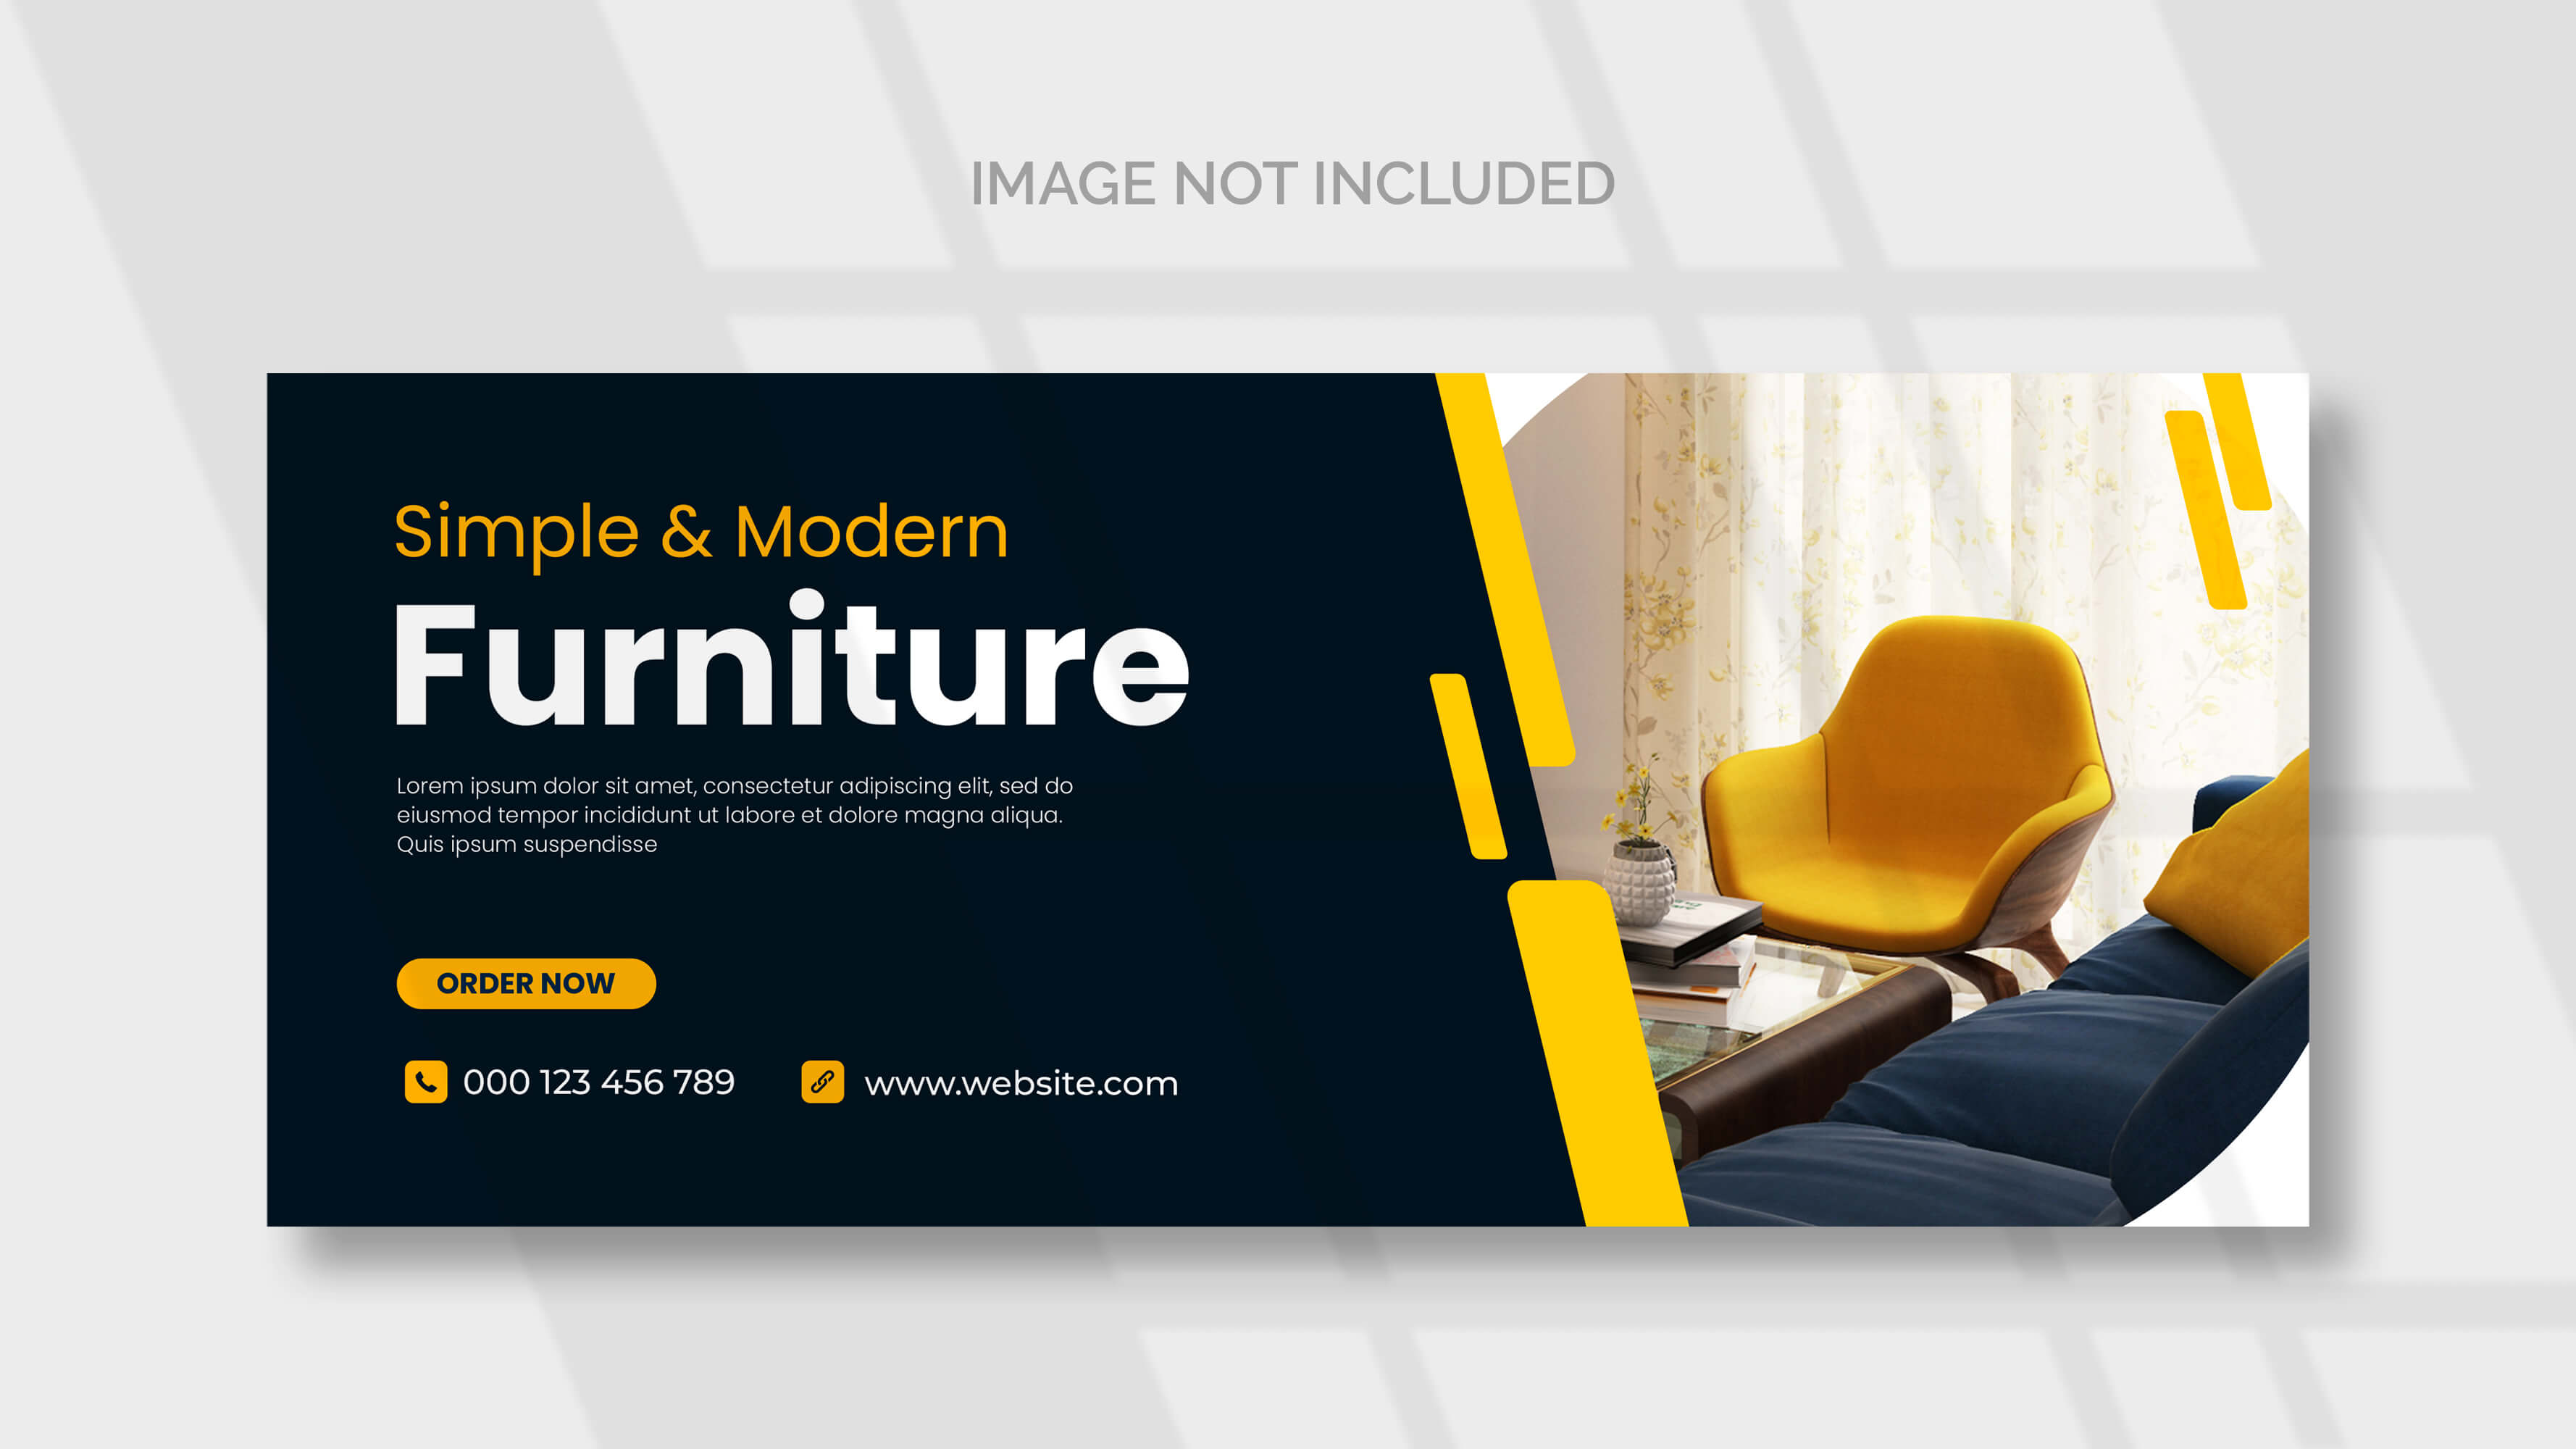 IMAGE NOT INCLUDED
Simple & Modern
Furniture
Lorem ipsum dolor sit amet, consectetur adipiscing elit, sed do
eiusmod tempor incididunt ut labore et dolore magna aliqua.
Quis ipsum suspendisse
ORDER NOW
000 123 456 789
www.website.com